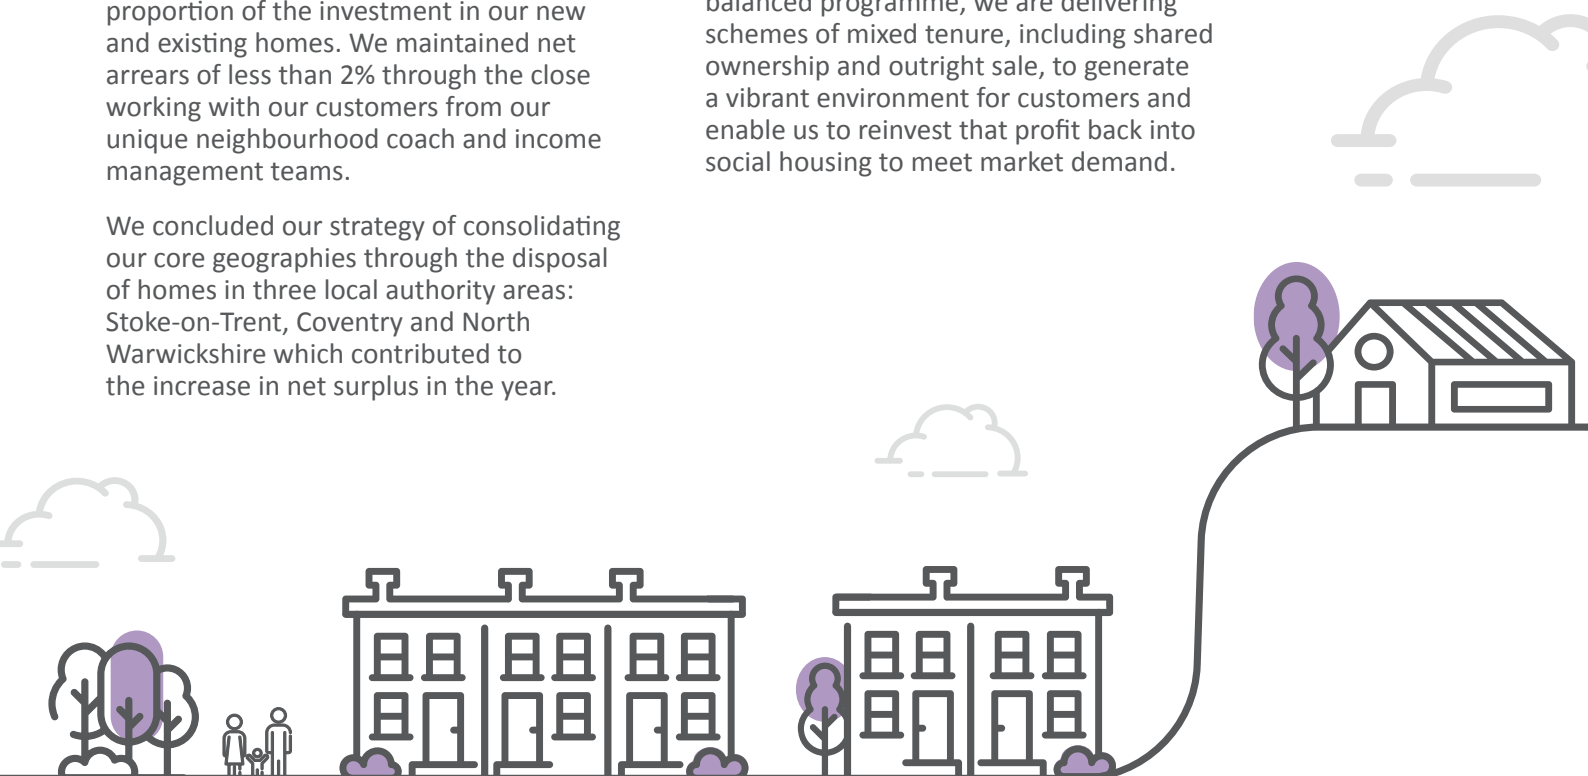 proportion of the investment in our new
and existing homes. We maintained net
arrears of less than 2% through the close
working with our customers from our
unique neighbourhood coach and income
management teams.
We concluded our strategy of consolidating
our core geographies through the disposal
of homes in three local authority areas:
Stoke-on-Trent, Coventry and North
Warwickshire which contributed to
the increase in net surplus in the year.
balanced programme, we are delivering
schemes of mixed tenure, including shared
ownership and outright sale, to generate
a vibrant environment for customers and
enable us to reinvest that profit back into
social housing to meet market demand.